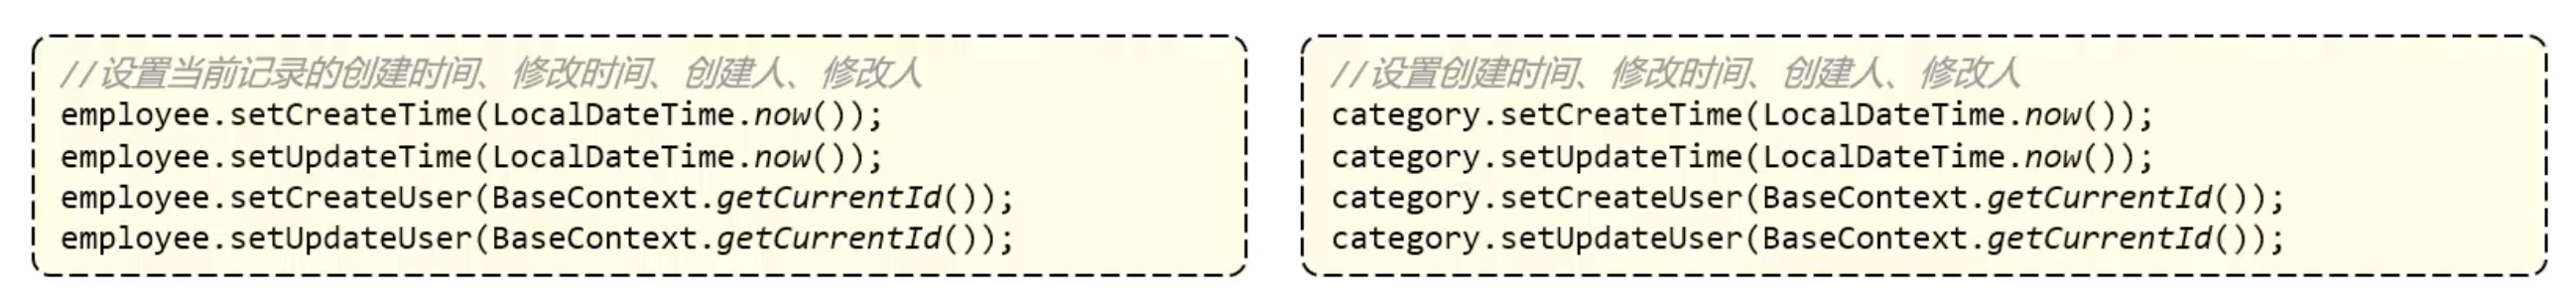 //设置当前记录的创建时间、修改时间、创建人、修改人
employee.setCreateTime(LocalDateTime.now());
employee.setUpdateTime(LocalDateTime.now());
employee.setCreateUser(BaseContext.getCurrentId());
employee.setUpdateUser(BaseContext.getCurrentId());
//设置创建时间、修改时间、创建人、修改人
category.setCreateTime(LocalDateTime.now());
category.setUpdateTime(LocalDateTime.now());
category.setCreateUser(BaseContext.getCurrentId());
category.setUpdateUser(BaseContext.getCurrentId());